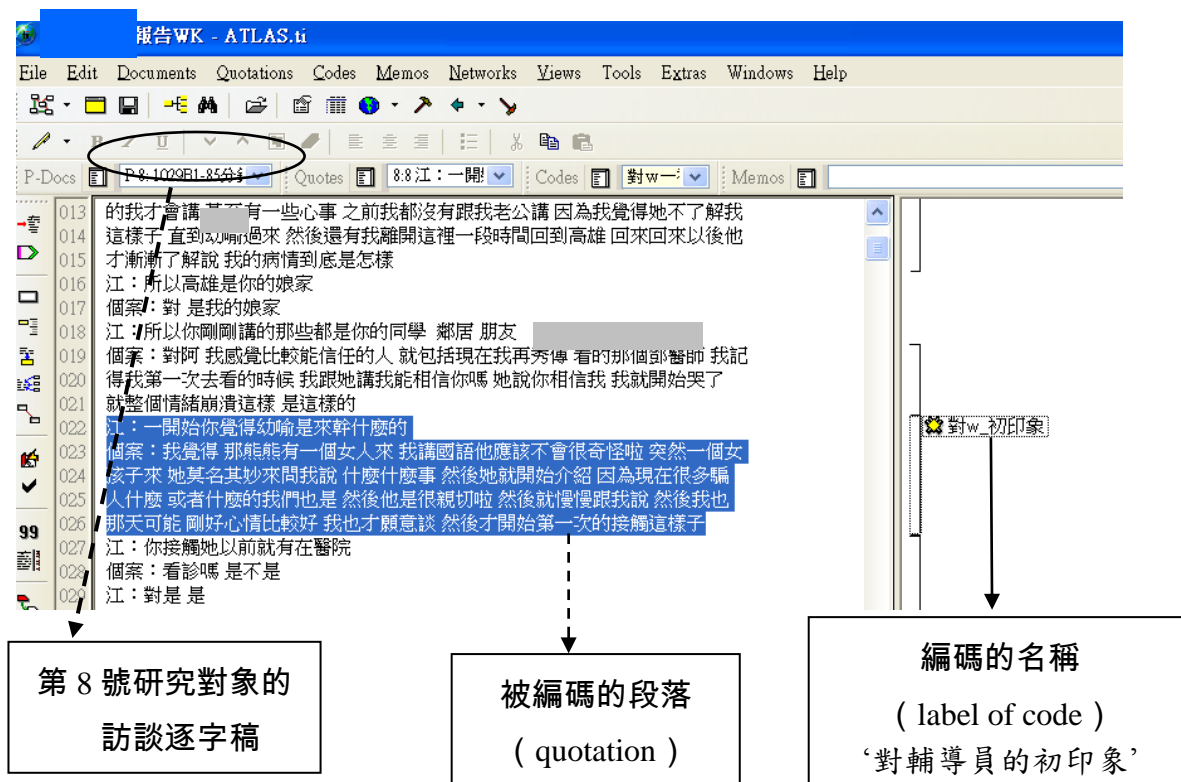 報告WK - ATLAS.ti
File Edit Documents Quotations Codes Memos Networks Views Tools Extras Windows Help
B I U
P-Docs P 8: 1029B1-85分 Quotes 8:8 江：一開 Codes 對w一 Memos
013 的我才會講 甚至有一些心事 之前我都沒有跟我老公講 因為我覺得她不了解我
014 這樣子 直到幼喻過來 然後還有我離開這裡一段時間回到高雄 回來回來以後他
015 才漸漸了解說 我的病情到底是怎樣
016 江：所以高雄是你的娘家
017 個案：對 是我的娘家
018 江：所以你剛剛講的那些都是你的同學 鄰居 朋友
019 個案：對阿 我感覺比較能信任的人 就包括現在我再秀傳 看的那個鄧醫師 我記
020 得我第一次去看的時候 我跟她講我能相信你嗎 她說你相信我 我就開始哭了
021 就整個情緒崩潰這樣 是這樣的
022 江：一開始你覺得幼喻是來幹什麼的
023 個案：我覺得 那熊熊有一個女人來 我講國語他應該不會很奇怪啦 突然一個女
024 孩子來 她莫名其妙來問我說 什麼什麼事 然後她就開始介紹 因為現在很多騙
025 人什麼 或者什麼的我們也是 然後他是很親切啦 然後就慢慢跟我說 然後我也
026 那天可能 剛好心情比較好 我也才願意談 然後才開始第一次的接觸這樣子
027 江：你接觸她以前就有在醫院
028 個案：看診嗎 是不是
029 江：對是 是
對w_初印象
99
第 8 號研究對象的
訪談逐字稿
被編碼的段落
（quotation）
編碼的名稱
（label of code）
‘對輔導員的初印象’